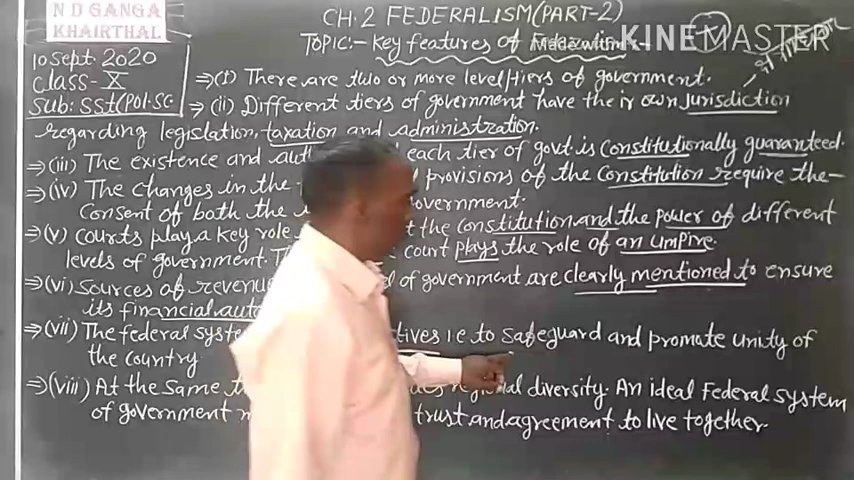 N D GANGA
KHAIRTHAL
CH.2 FEDERALISM (PART-2)
TOPIC:- Key features of
Made with KINEMASTER
10 Sept. 2020
Class-X
Sub: SSt(Pol.Sc.
⇒(i) There are two or more level/tiers of government.
⇒(ii) Different tiers of government have their own jurisdiction
regarding legislation, taxation and administration.
⇒(iii) The existence and each tier of govt. is constitutionally guaranteed.
⇒(iv) The changes in the provisions of the constitution require the-
consent of both the government.
⇒(v) Courts play a key role the constitution and the power of different
levels of government. court plays the role of an umpire.
⇒(vi) Sources of of government are clearly mentioned to ensure
its financial
⇒(vii) The federal i.e to safeguard and promate unity of
the country
⇒(viii) At the same diversity. An ideal Federal system
of government trust and agreement to live together.